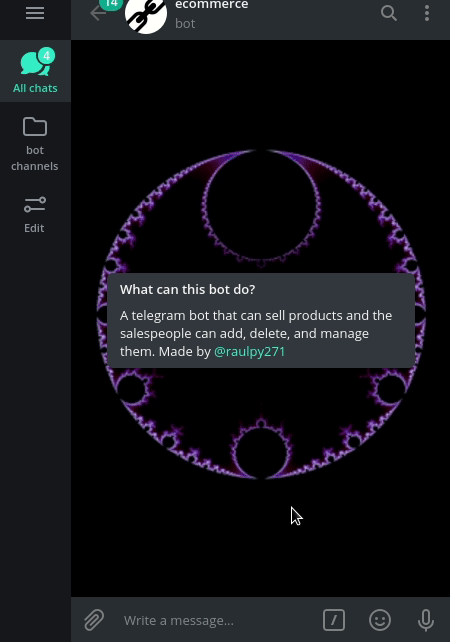 14
ecommerce
bot
4
All chats
bot
channels
Edit
What can this bot do?
A telegram bot that can sell products and the
salespeople can add, delete, and manage
them. Made by @raulpy271
Write a message...